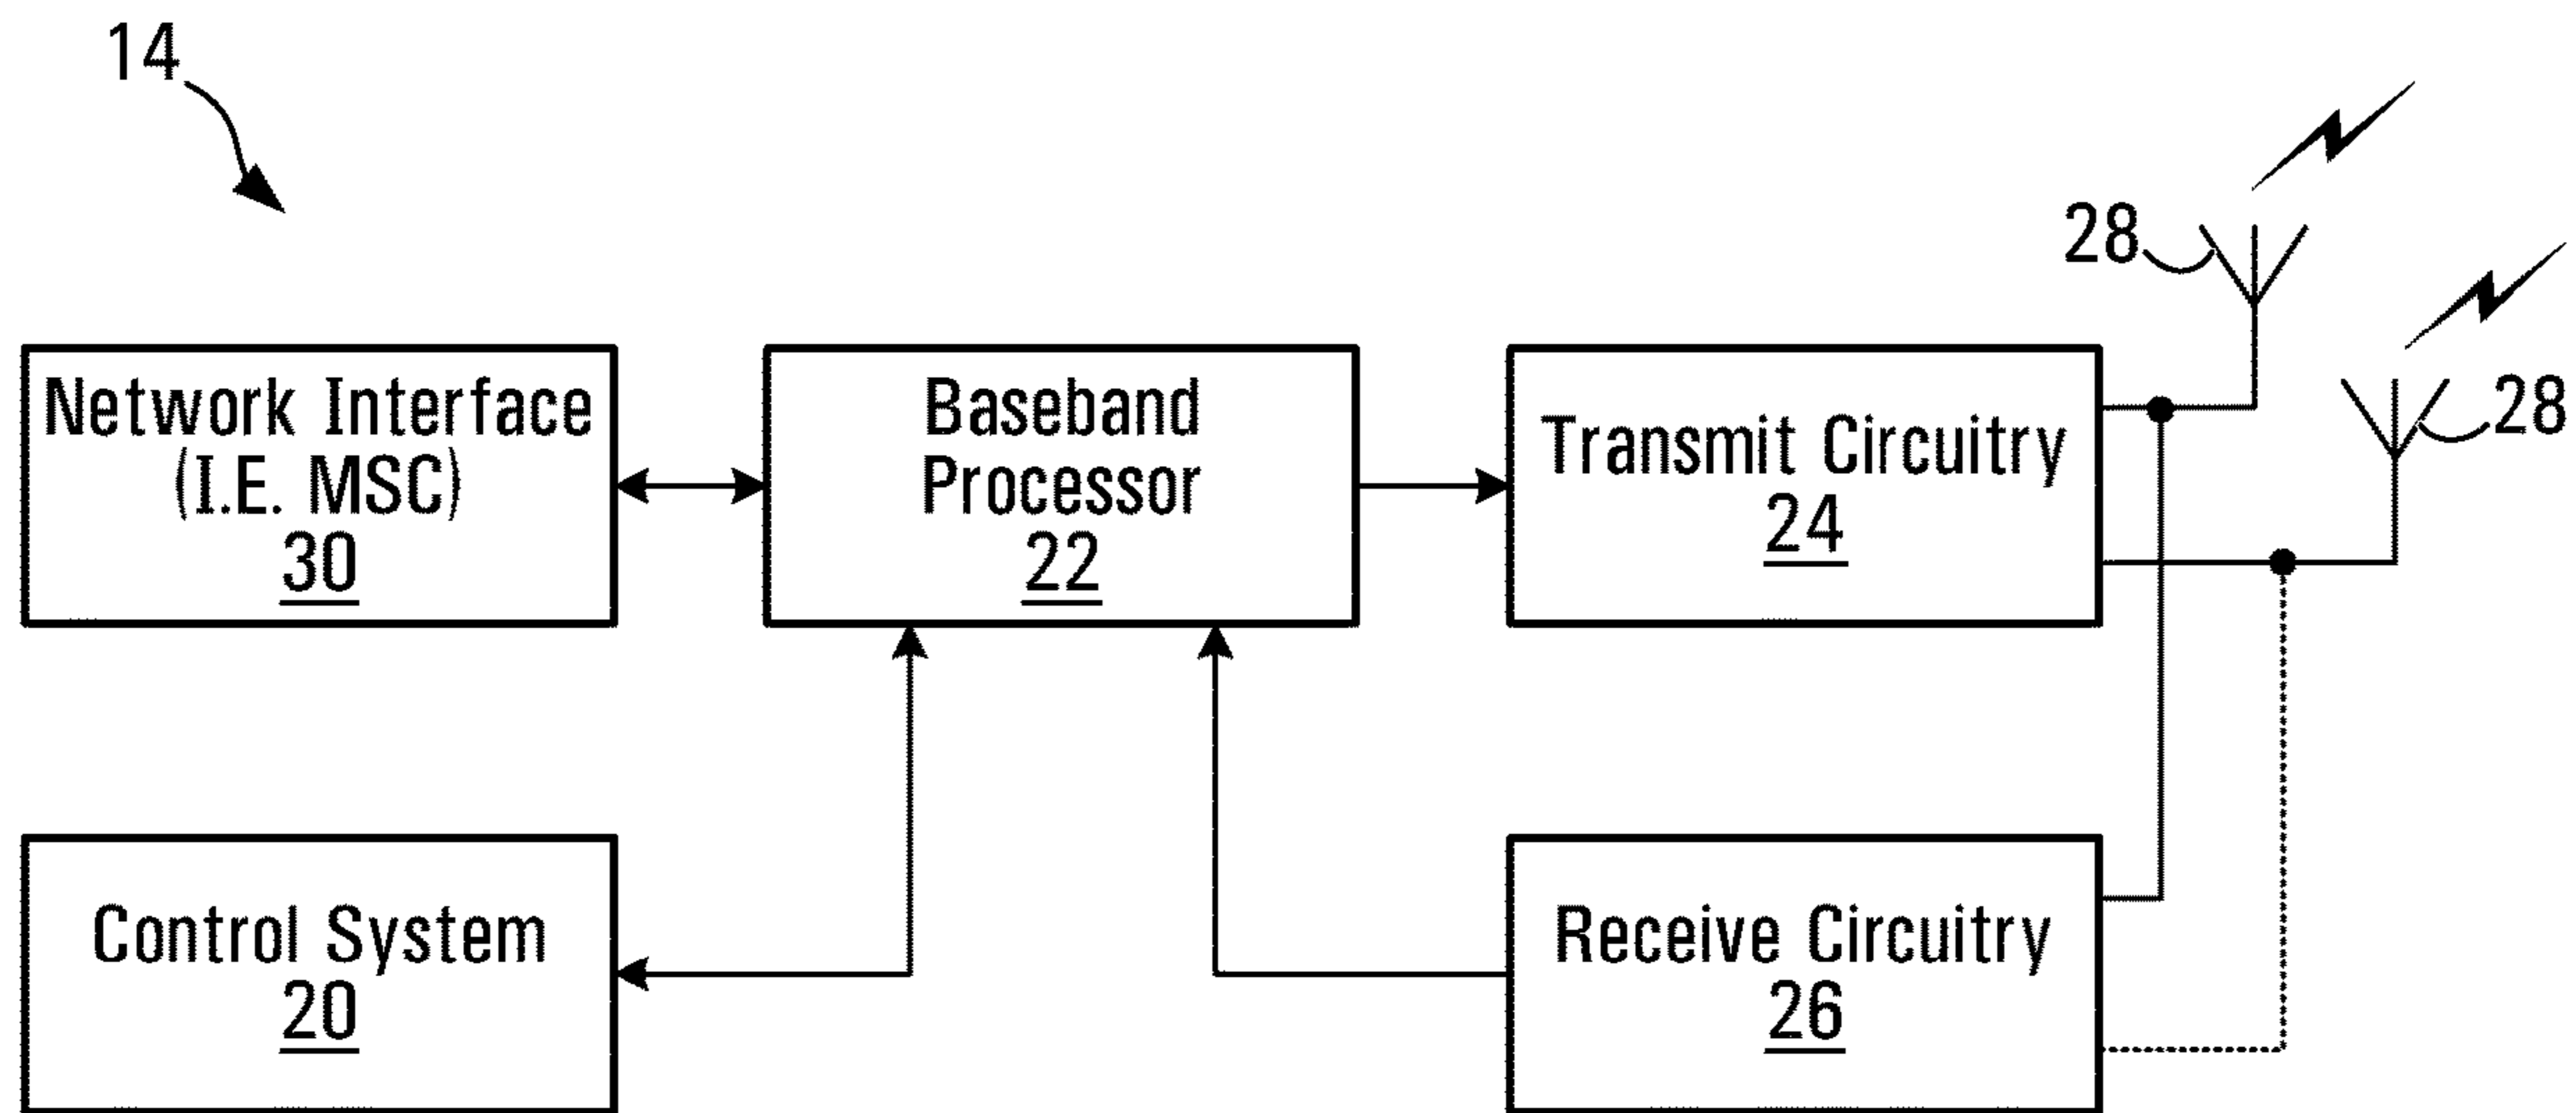 14
28
28
Network Interface
(I.E. MSC)
30
Baseband
Processor
22
Transmit Circuitry
24
Control System
20
Receive Circuitry
26